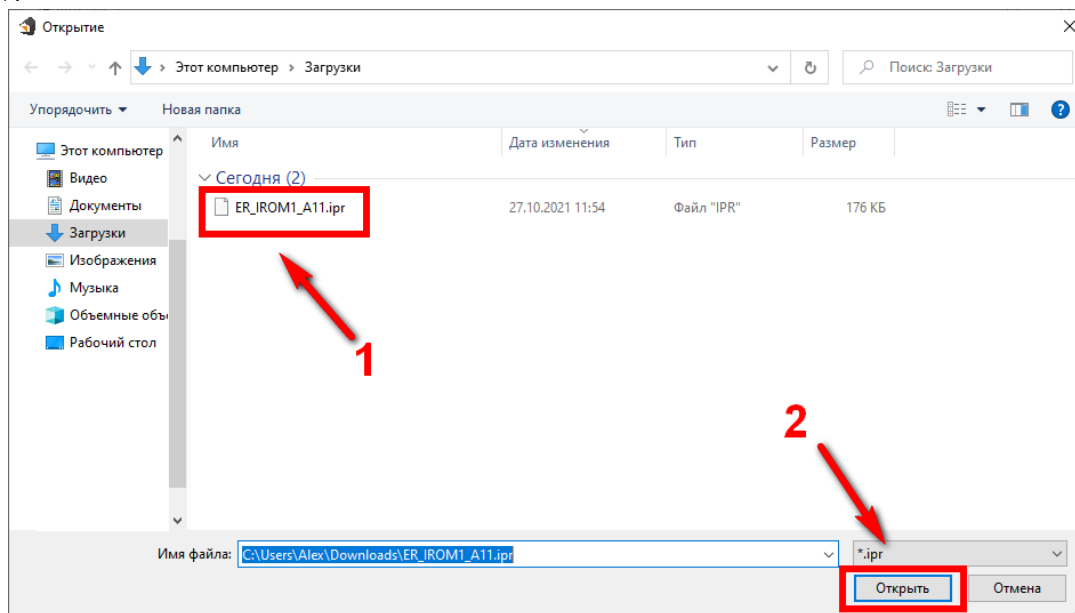 Открытие
Этот компьютер › Загрузки
Поиск: Загрузки
Упорядочить
Новая папка
Имя
Дата изменения
Тип
Размер
Этот компьютер
Видео
Документы
Загрузки
Изображения
Музыка
Объемные объ
Рабочий стол
Сегодня (2)
ER_IROM1_A11.ipr
27.10.2021 11:54
Файл "IPR"
176 КБ
1
2
Имя файла:
C:\Users\Alex\Downloads\ER_IROM1_A11.ipr
*.ipr
Открыть
Отмена